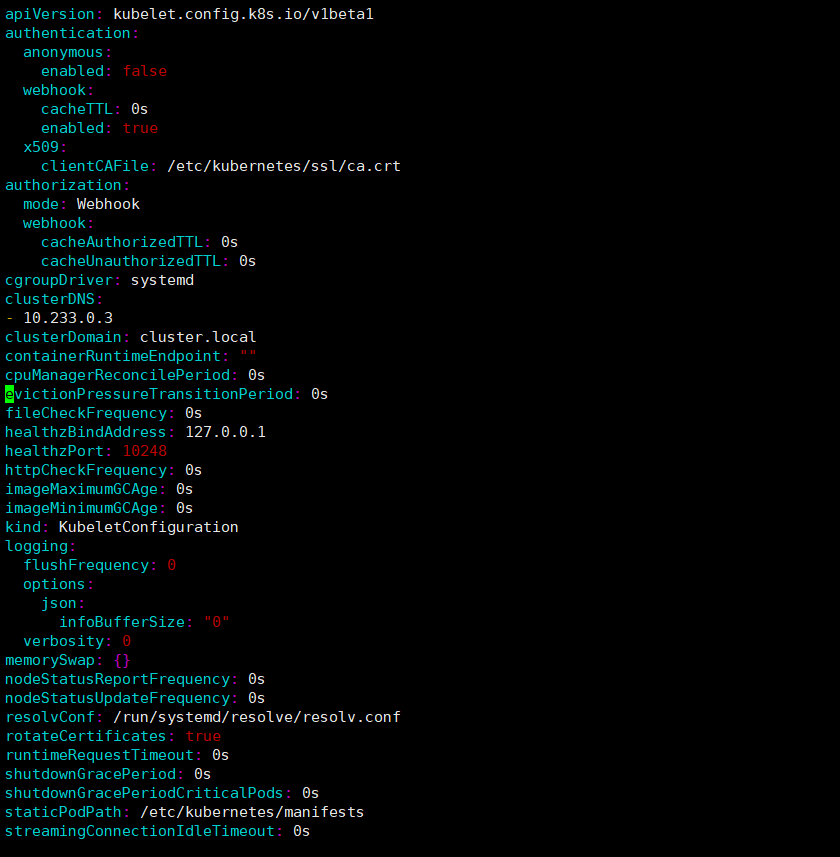 apiVersion: kubelet.config.k8s.io/v1beta1
authentication:
  anonymous:
    enabled: false
  webhook:
    cacheTTL: 0s
    enabled: true
  x509:
    clientCAFile: /etc/kubernetes/ssl/ca.crt
authorization:
  mode: Webhook
  webhook:
    cacheAuthorizedTTL: 0s
    cacheUnauthorizedTTL: 0s
cgroupDriver: systemd
clusterDNS:
- 10.233.0.3
clusterDomain: cluster.local
containerRuntimeEndpoint: ""
cpuManagerReconcilePeriod: 0s
evictionPressureTransitionPeriod: 0s
fileCheckFrequency: 0s
healthzBindAddress: 127.0.0.1
healthzPort: 10248
httpCheckFrequency: 0s
imageMaximumGCAge: 0s
imageMinimumGCAge: 0s
kind: KubeletConfiguration
logging:
  flushFrequency: 0
  options:
    json:
      infoBufferSize: "0"
  verbosity: 0
memorySwap: {}
nodeStatusReportFrequency: 0s
nodeStatusUpdateFrequency: 0s
resolvConf: /run/systemd/resolve/resolv.conf
rotateCertificates: true
runtimeRequestTimeout: 0s
shutdownGracePeriod: 0s
shutdownGracePeriodCriticalPods: 0s
staticPodPath: /etc/kubernetes/manifests
streamingConnectionIdleTimeout: 0s